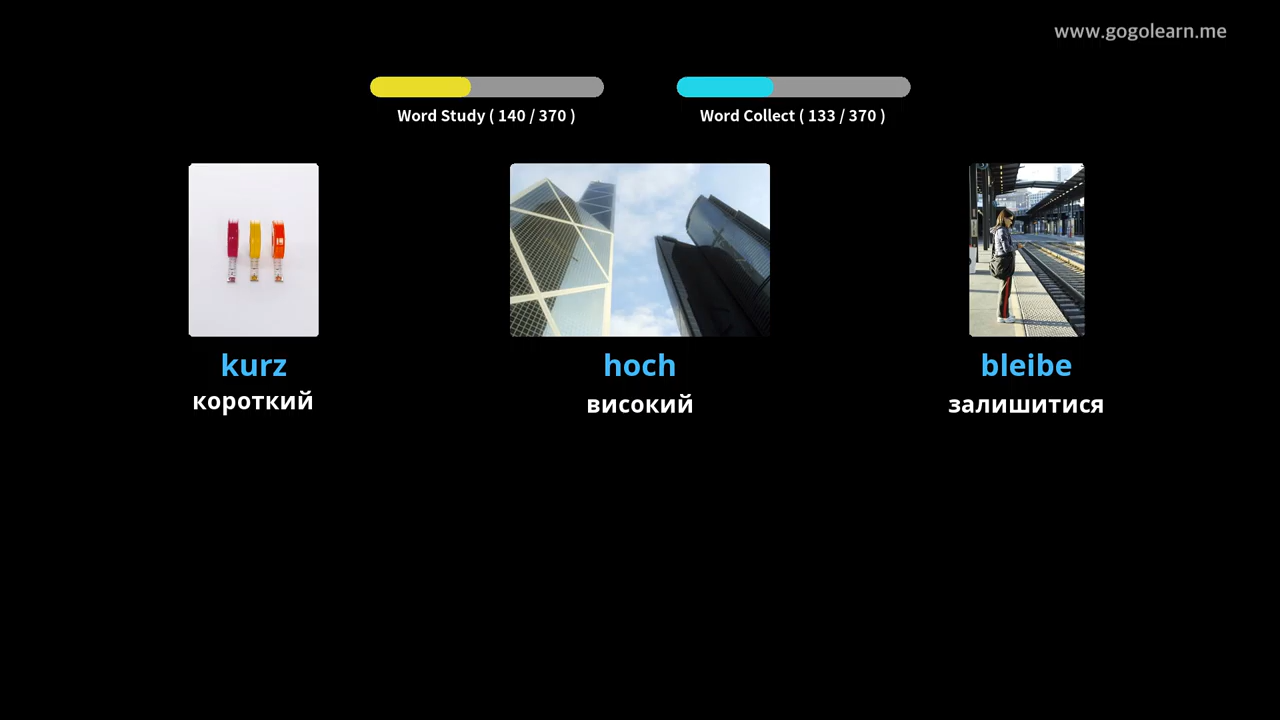 www.gogolearn.me
Word Study ( 140 / 370 )
Word Collect ( 133 / 370 )
kurz
короткий
hoch
високий
bleibe
залишитися